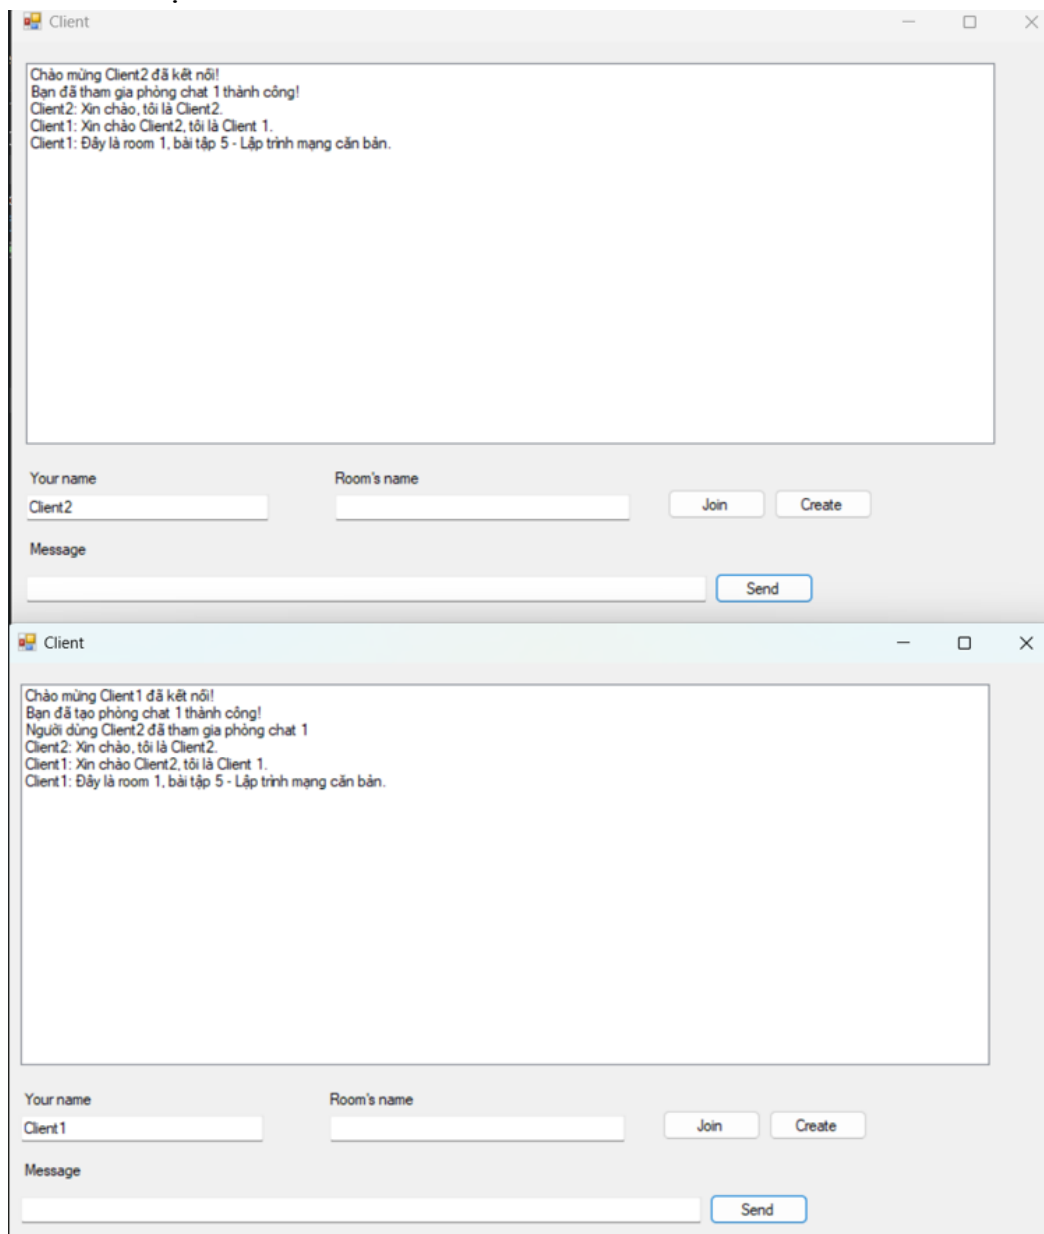 Client
Chào mừng Client2 đã kết nối!
Bạn đã tham gia phòng chat 1 thành công!
Client2: Xin chào, tôi là Client2.
Client1: Xin chào Client2, tôi là Client 1.
Client1: Đây là room 1, bài tập 5 - Lập trình mạng căn bản.
Your name
Room's name
Client2
Join
Create
Message
Send
Client
Chào mừng Client1 đã kết nối!
Bạn đã tạo phòng chat 1 thành công!
Người dùng Client2 đã tham gia phòng chat 1
Client2: Xin chào, tôi là Client2.
Client1: Xin chào Client2, tôi là Client 1.
Client1: Đây là room 1, bài tập 5 - Lập trình mạng căn bản.
Your name
Room's name
Client1
Join
Create
Message
Send